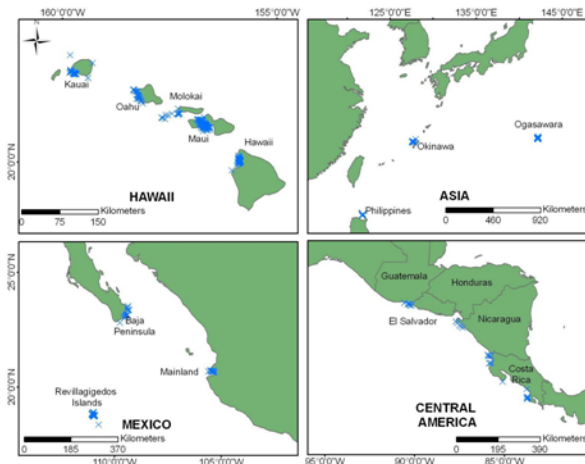 160°0'0"W
155°0'0"W
125°0'0"E
135°0'0"E
145°0'0"E
N
Kauai
Oahu
Molokai
Maui
Hawaii
20°0'0"N
HAWAII
Kilometers
0 75 150
Okinawa
Ogasawara
Philippines
ASIA
Kilometers
0 460 920
25°0'0"N
Baja
Peninsula
Mainland
20°0'0"N
Revillagigedos
Islands
MEXICO
Kilometers
0 185 370
110°0'0"W
105°0'0"W
Guatemala
Honduras
El Salvador
Nicaragua
Costa
Rica
CENTRAL
AMERICA
Kilometers
0 195 390
95°0'0"W
90°0'0"W
85°0'0"W